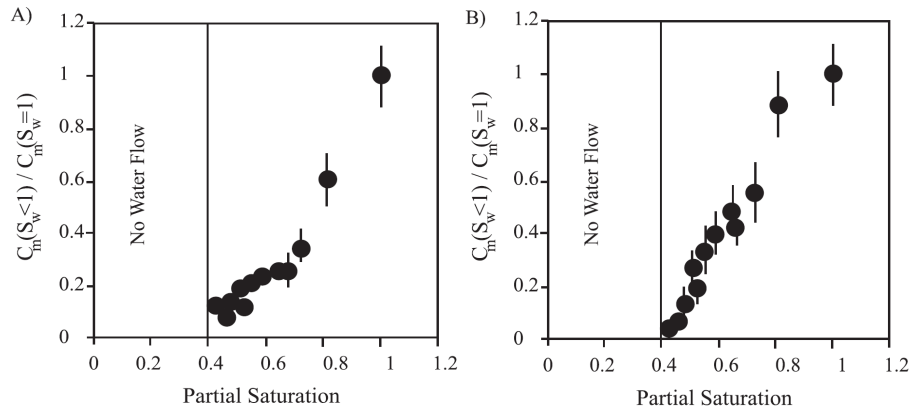 A)
1.2
1
0.8
0.6
0.4
0.2
0
C_m(S_w<1) / C_m(S_w=1)
No Water Flow
0 0.2 0.4 0.6 0.8 1 1.2
Partial Saturation
B)
1.2
1
0.8
0.6
0.4
0.2
0
C_m(S_w<1) / C_m(S_w=1)
No Water Flow
0 0.2 0.4 0.6 0.8 1 1.2
Partial Saturation